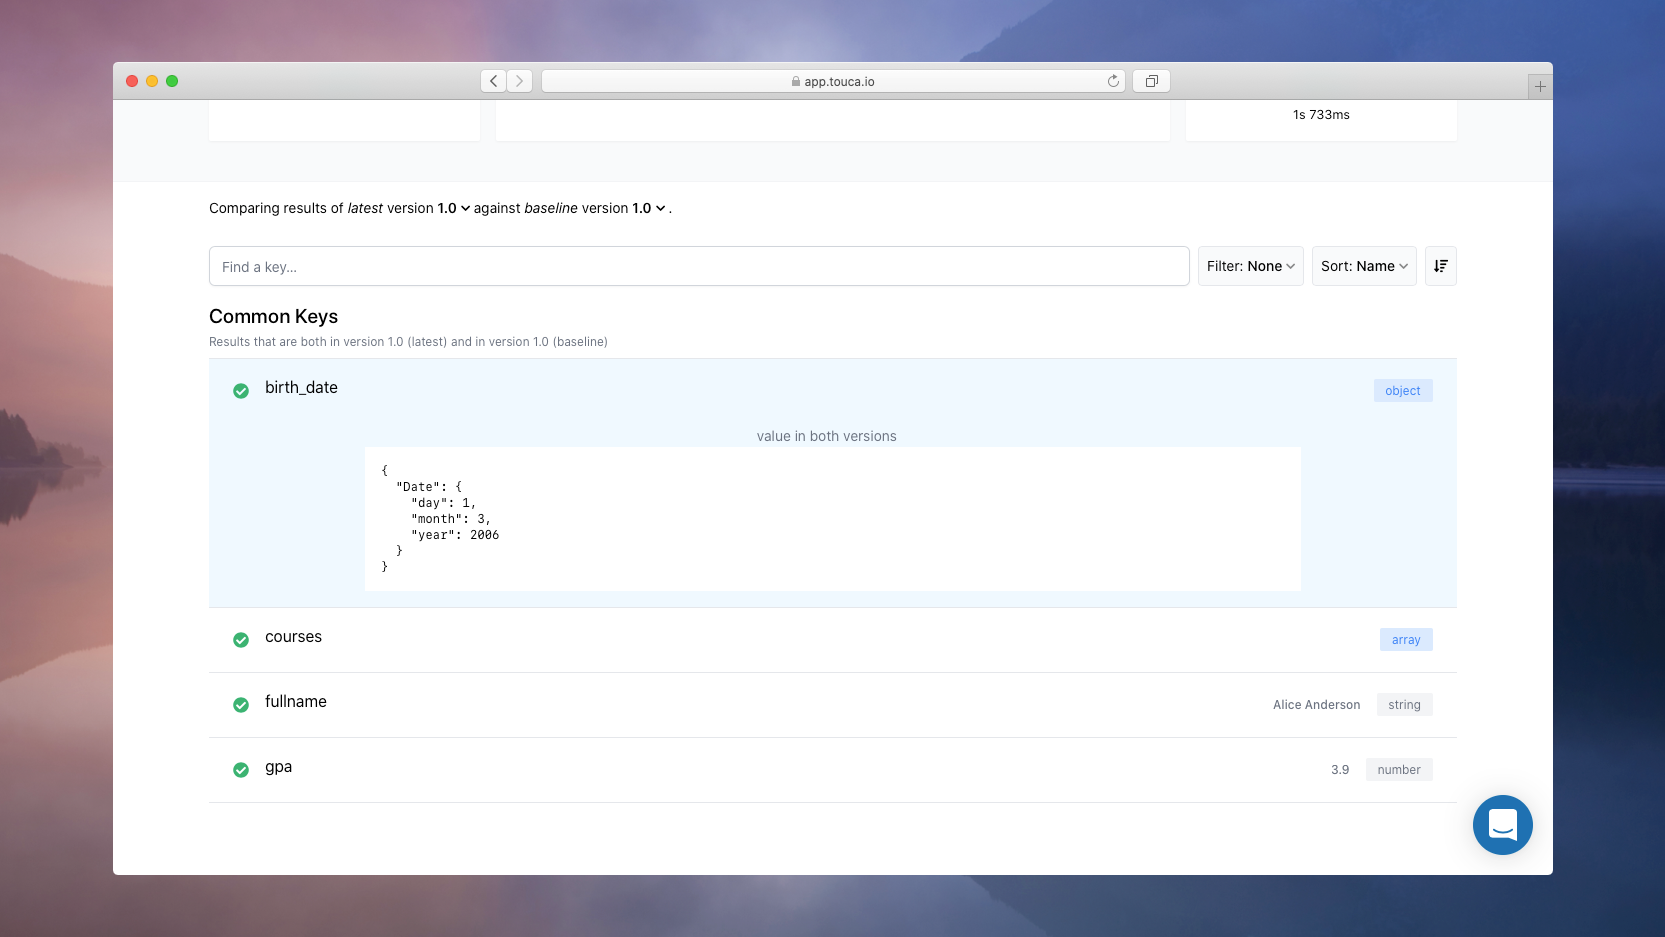 app.touca.io
1s 733ms
Comparing results of latest version 1.0 against baseline version 1.0 .
Find a key...
Filter: None
Sort: Name
Common Keys
Results that are both in version 1.0 (latest) and in version 1.0 (baseline)
birth_date
object
value in both versions
{
  "Date": {
    "day": 1,
    "month": 3,
    "year": 2006
  }
}
courses
array
fullname
Alice Anderson
string
gpa
3.9
number